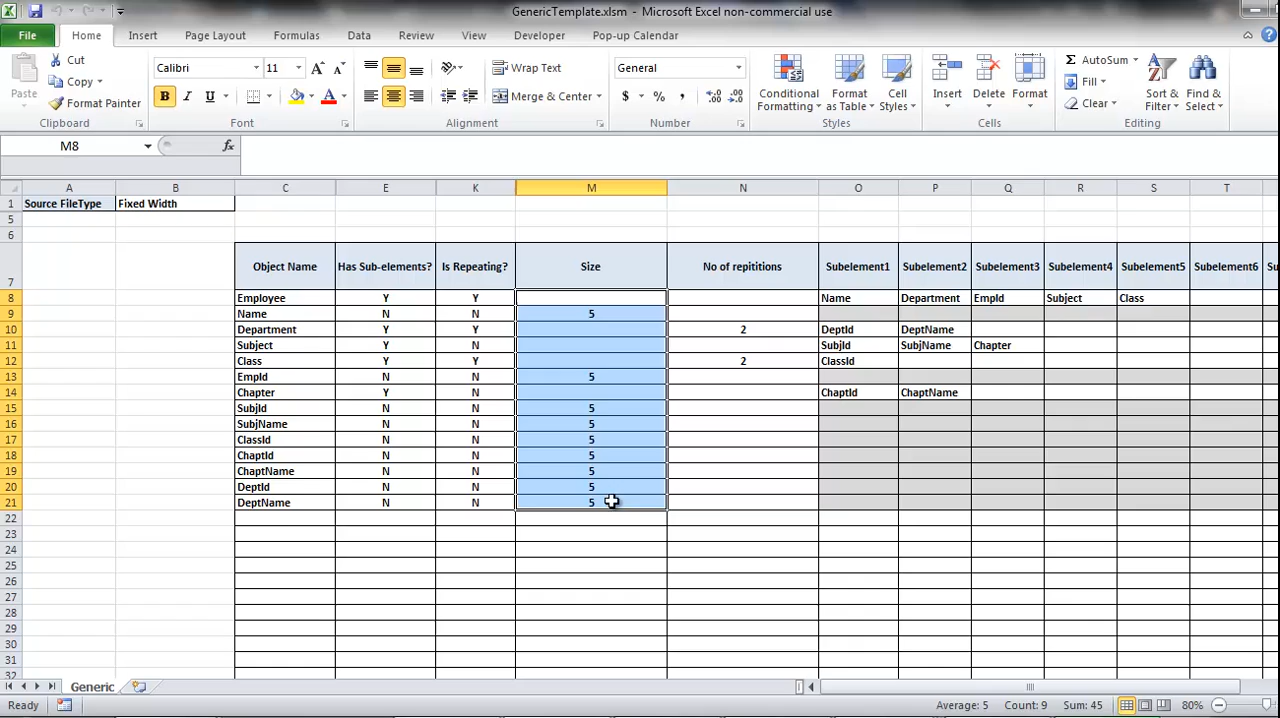 GenericTemplate.xlsm - Microsoft Excel non-commercial use
File Home Insert Page Layout Formulas Data Review View Developer Pop-up Calendar
Paste Cut Copy Format Painter Clipboard
Calibri 11 B I U A A A Font
Wrap Text Merge & Center Alignment
General $ % , Number
Conditional Formatting Format as Table Cell Styles Styles
Insert Delete Format Cells
AutoSum Fill Clear Sort & Filter Find & Select Editing
M8 fx
A B C E K M N O P Q R S T
1 Source FileType Fixed Width
5
6
7 Object Name Has Sub-elements? Is Repeating? Size No of repititions Subelement1 Subelement2 Subelement3 Subelement4 Subelement5 Subelement6
8 Employee Y Y Name Department EmpId Subject Class
9 Name N N 5
10 Department Y Y 2 DeptId DeptName
11 Subject Y N SubjId SubjName Chapter
12 Class Y Y 2 ClassId
13 EmpId N N 5
14 Chapter Y N ChaptId ChaptName
15 SubjId N N 5
16 SubjName N N 5
17 ClassId N N 5
18 ChaptId N N 5
19 ChaptName N N 5
20 DeptId N N 5
21 DeptName N N 5
22
23
24
25
26
27
28
29
30
31
32
Generic
Ready Average: 5 Count: 9 Sum: 45 80%